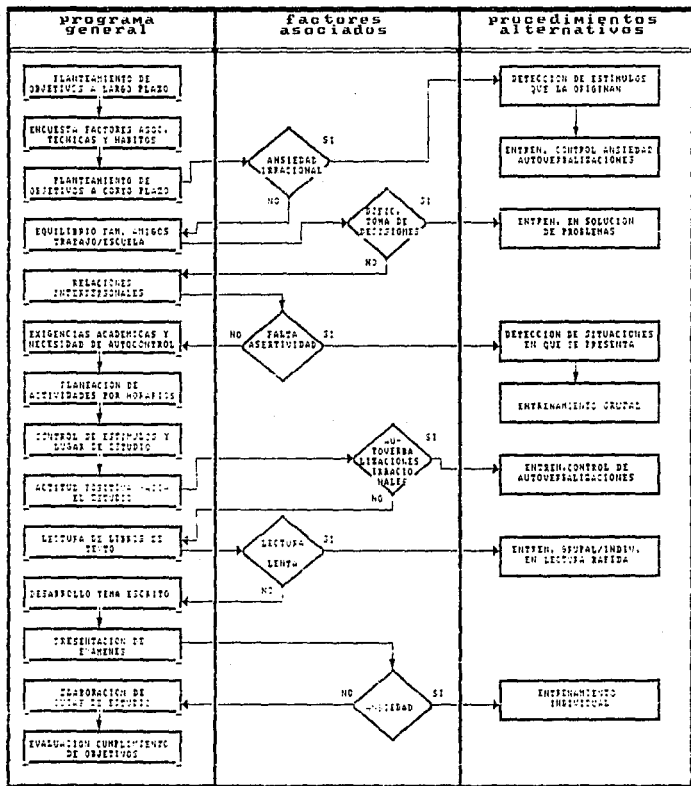 programa general
factores asociados
procedimientos alternativos
PLANTEAMIENTO DE
OBJETIVOS A LARGO PLAZO
ENCUESTA FACTORES ASOC.
TECNICAS Y HABITOS
PLANTEAMIENTO DE
OBJETIVOS A CORTO PLAZO
ANSIEDAD
IRRACIONAL
SI
NO
DETECCION DE ESTIMULOS
QUE LA ORIGINAN
ENTREN. CONTROL ANSIEDAD
AUTOVERBALIZACIONES
EQUILIBRIO FAM. AMIGOS
TRABAJO/ESCUELA
DIFIC.
TOMA DE
DECISIONES
SI
NO
ENTREN. EN SOLUCION
DE PROBLEMAS
RELACIONES
INTERPERSONALES
EXIGENCIAS ACADEMICAS Y
NECESIDAD DE AUTOCONTROL
NO
FALTA
ASERTIVIDAD
SI
DETECCION DE SITUACIONES
EN QUE SE PRESENTA
ENTRENAMIENTO GRUPAL
PLANEACION DE
ACTIVIDADES POR HORARIOS
CONTROL DE ESTIMULOS Y
LUGAR DE ESTUDIO
ACTITUD POSITIVA HACIA
EL ESTUDIO
AU-
TOVERBA
LIZACIONES
IRRACIO
NALES
SI
NO
ENTREN.CONTROL DE
AUTOVERBALIZACIONES
LECTURA DE LIBROS DE
TEXTO
LECTURA
LENTA
SI
NO
ENTREN. GRUPAL/INDIV.
EN LECTURA RAPIDA
DESARROLLO TEMA ESCRITO
PRESENTACION DE
EXAMENES
ELABORACION DE
GUIAS DE ESTUDIO
NO
ANSIEDAD
SI
ENTRENAMIENTO
INDIVIDUAL
EVALUACION CUMPLIMIENTO
DE OBJETIVOS